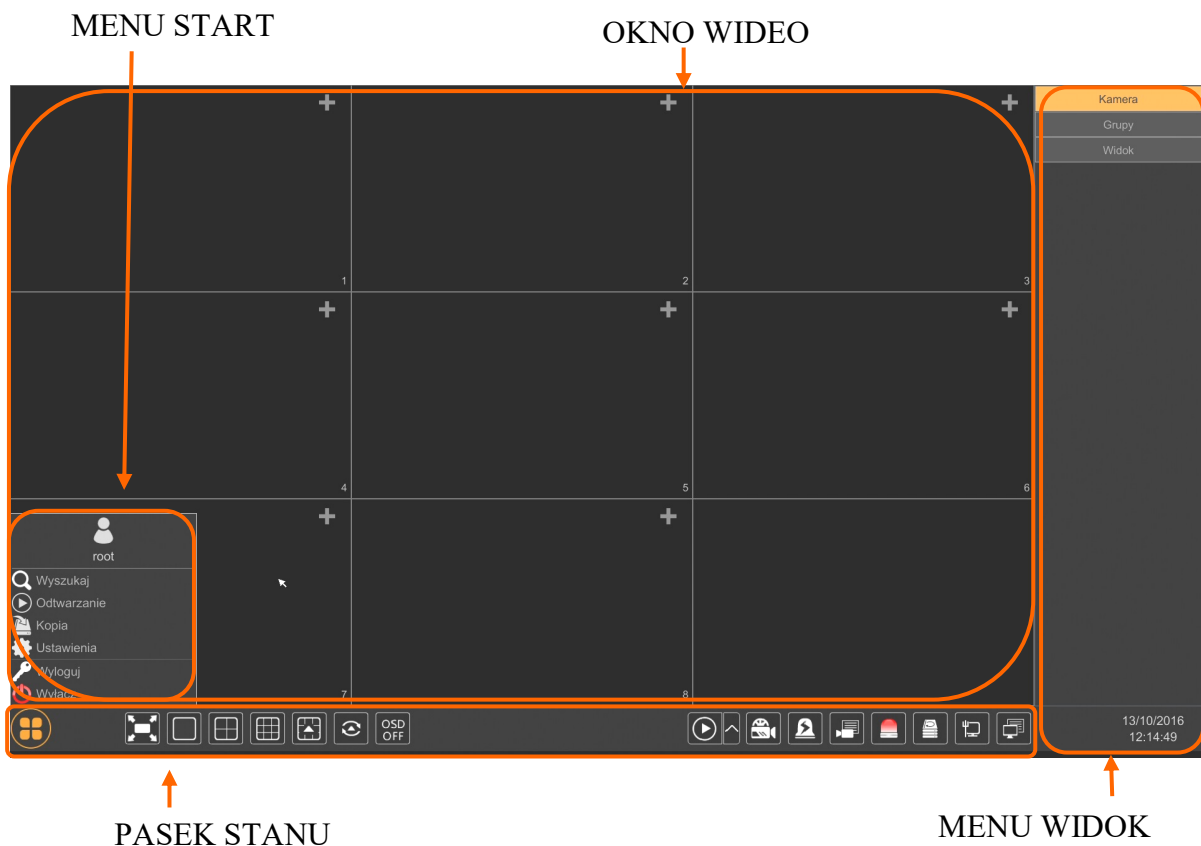 MENU START
OKNO WIDEO
Kamera
Grupy
Widok
1
2
3
4
5
6
root
Wyszukaj
Odtwarzanie
Kopia
Ustawienia
Wyloguj
Wyłącz
7
8
OSD
OFF
13/10/2016
12:14:49
PASEK STANU
MENU WIDOK